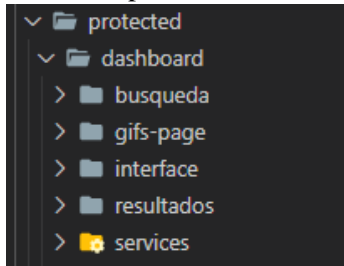 protected
dashboard
busqueda
gifs-page
interface
resultados
services